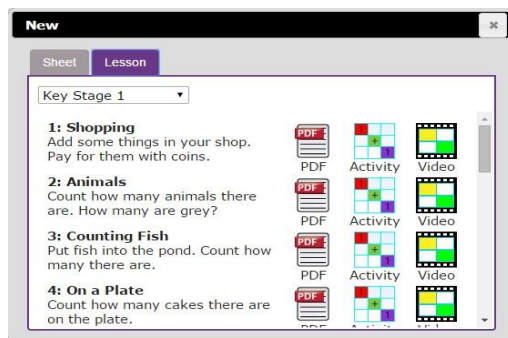 New
Sheet Lesson
Key Stage 1
1: Shopping
Add some things in your shop.
Pay for them with coins.
PDF
PDF Activity Video
2: Animals
Count how many animals there
are. How many are grey?
PDF
PDF Activity Video
3: Counting Fish
Put fish into the pond. Count how
many there are.
PDF
PDF Activity Video
4: On a Plate
Count how many cakes there are
on the plate.
PDF
PDF Activity Video